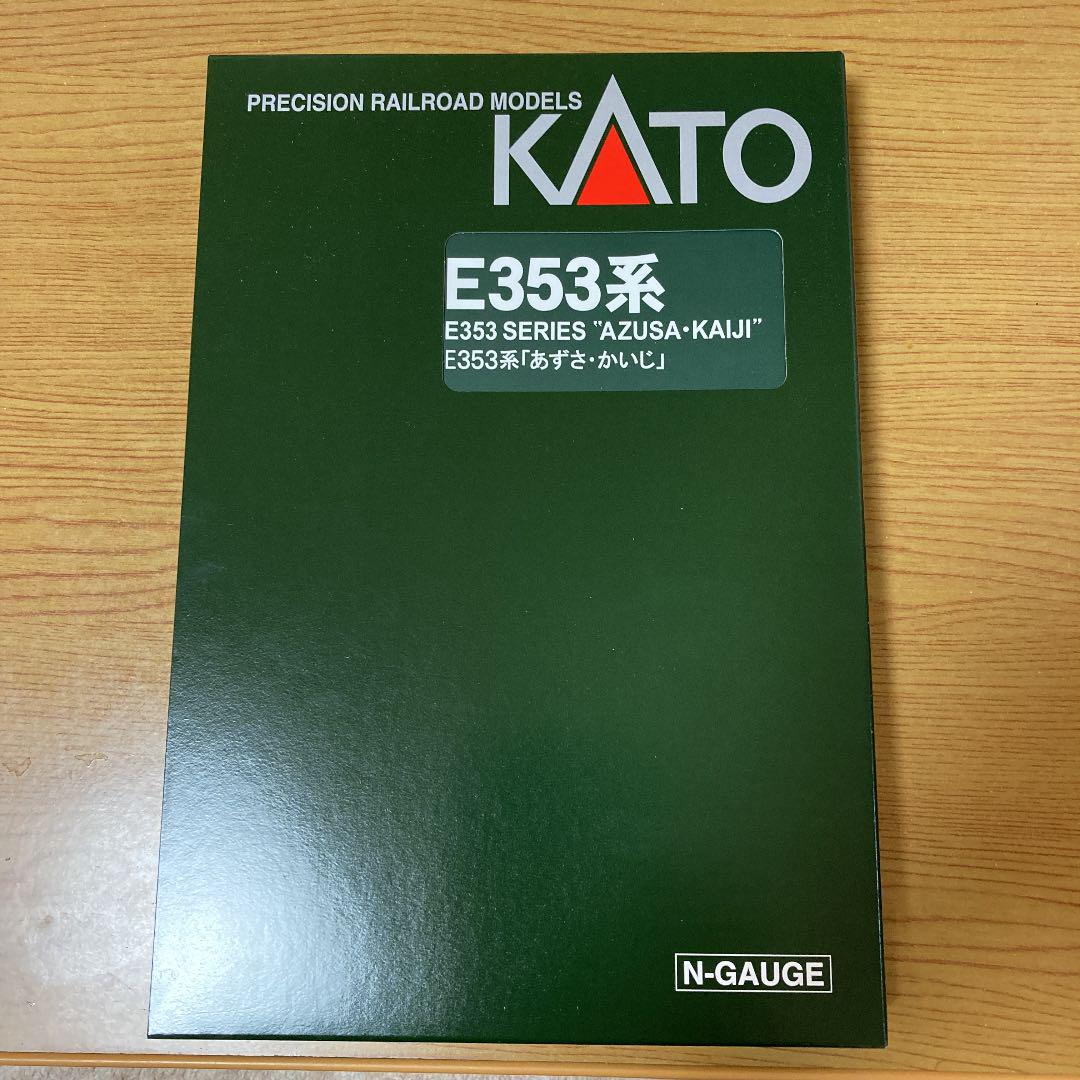 PRECISION RAILROAD MODELS
KATO
E353系
E353 SERIES "AZUSA・KAIJI"
E353系「あずさ・かいじ」
N-GAUGE